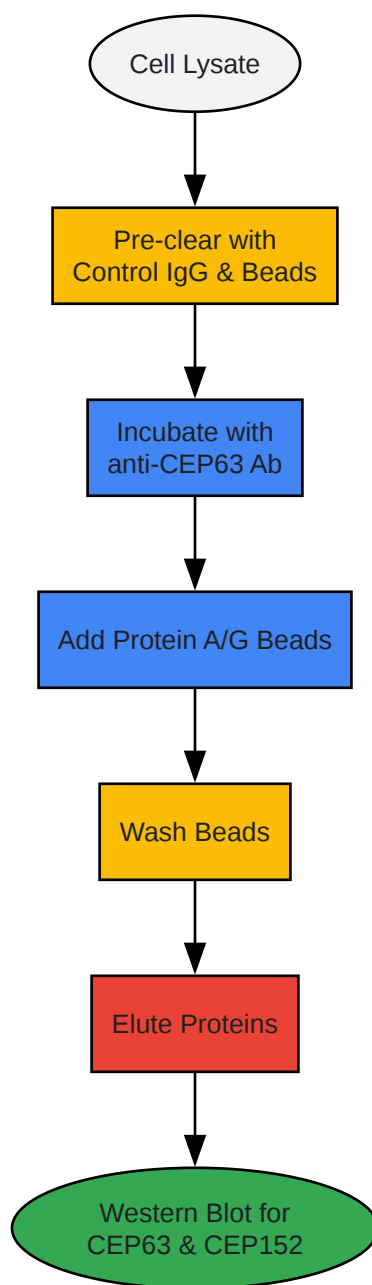 Cell Lysate
Pre-clear with
Control IgG & Beads
Incubate with
anti-CEP63 Ab
Add Protein A/G Beads
Wash Beads
Elute Proteins
Western Blot for
CEP63 & CEP152